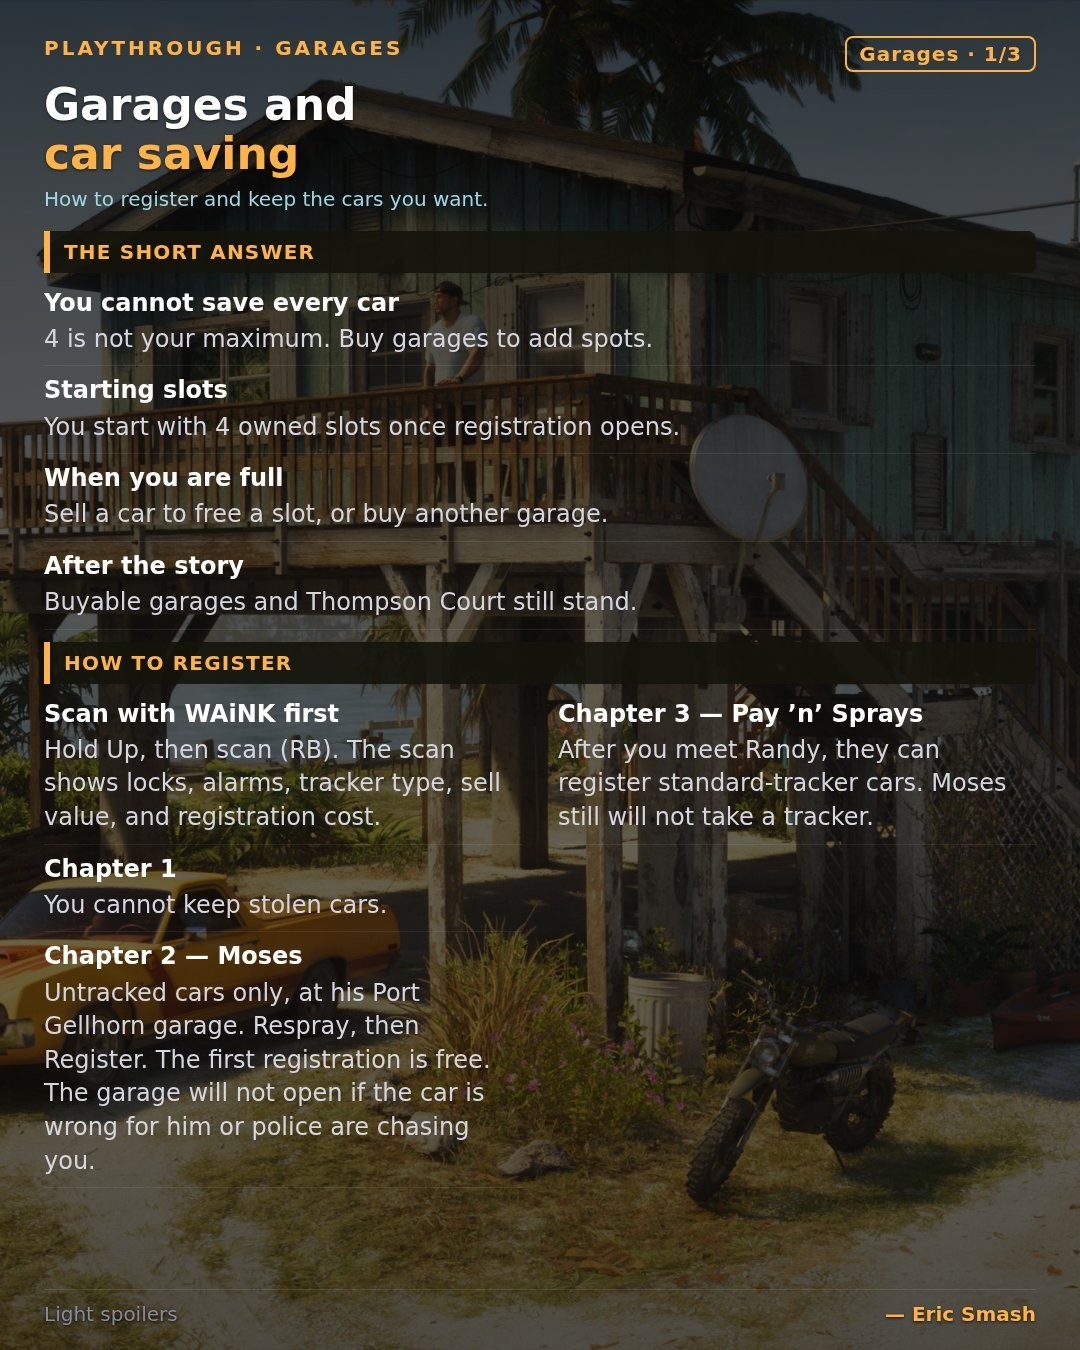 PLAYTHROUGH · GARAGES
Garages · 1/3
Garages and
car saving
How to register and keep the cars you want.
THE SHORT ANSWER
You cannot save every car
4 is not your maximum. Buy garages to add spots.
Starting slots
You start with 4 owned slots once registration opens.
When you are full
Sell a car to free a slot, or buy another garage.
After the story
Buyable garages and Thompson Court still stand.
HOW TO REGISTER
Scan with WAiNK first
Hold Up, then scan (RB). The scan
shows locks, alarms, tracker type, sell
value, and registration cost.
Chapter 1
You cannot keep stolen cars.
Chapter 2 — Moses
Untracked cars only, at his Port
Gellhorn garage. Respray, then
Register. The first registration is free.
The garage will not open if the car is
wrong for him or police are chasing
you.
Chapter 3 — Pay ’n’ Sprays
After you meet Randy, they can
register standard-tracker cars. Moses
still will not take a tracker.
Light spoilers
— Eric Smash